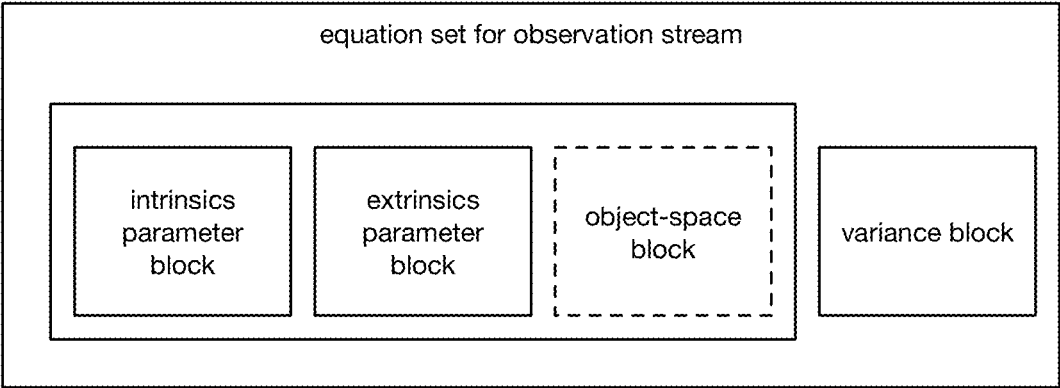 equation set for observation stream
intrinsics
parameter
block
extrinsics
parameter
block
object-space
block
variance block